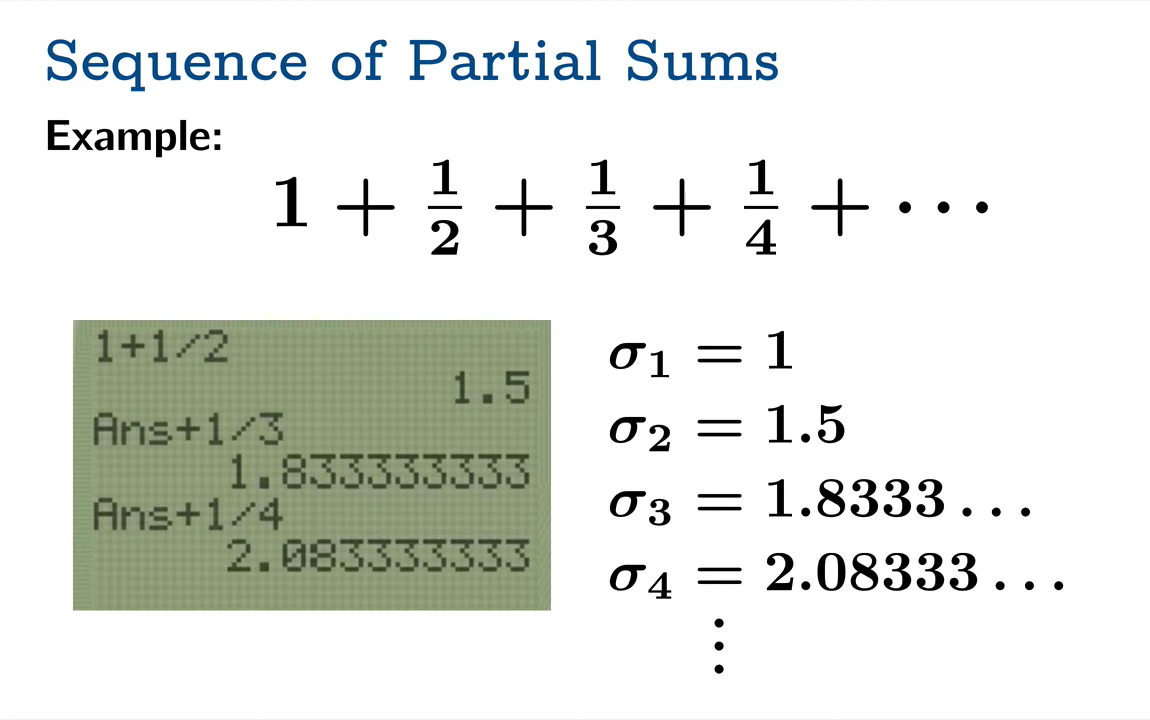 Sequence of Partial Sums
Example:
1 + 1/2 + 1/3 + 1/4 + ···
1+1/2
1.5
Ans+1/3
1.833333333
Ans+1/4
2.083333333
σ₁ = 1
σ₂ = 1.5
σ₃ = 1.8333...
σ₄ = 2.08333...
⋮